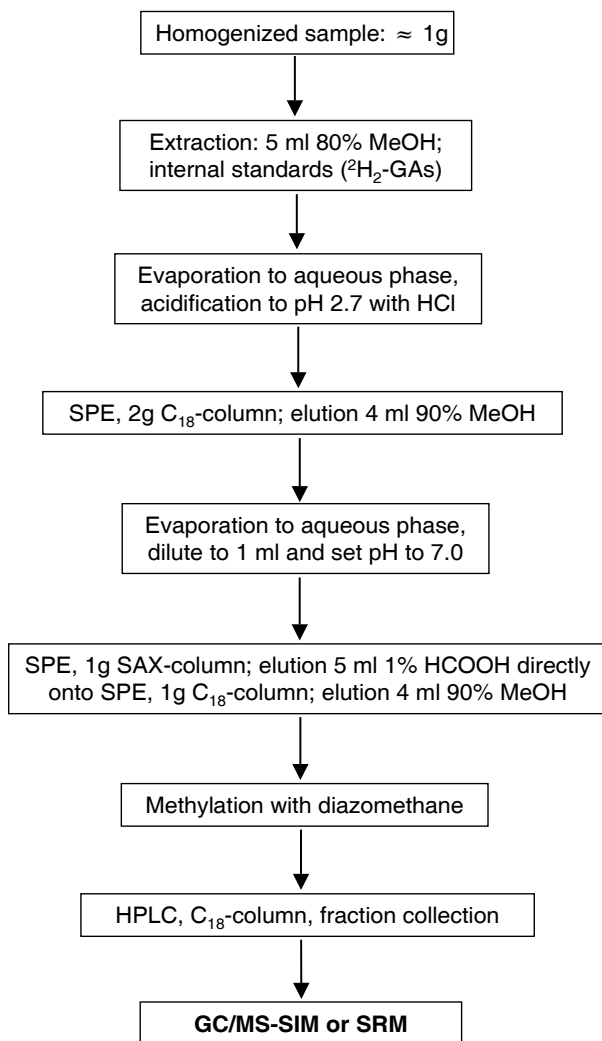 Homogenized sample: ≈ 1g
Extraction: 5 ml 80% MeOH;
internal standards (²H₂-GAs)
Evaporation to aqueous phase,
acidification to pH 2.7 with HCl
SPE, 2g C₁₈-column; elution 4 ml 90% MeOH
Evaporation to aqueous phase,
dilute to 1 ml and set pH to 7.0
SPE, 1g SAX-column; elution 5 ml 1% HCOOH directly
onto SPE, 1g C₁₈-column; elution 4 ml 90% MeOH
Methylation with diazomethane
HPLC, C₁₈-column, fraction collection
GC/MS-SIM or SRM